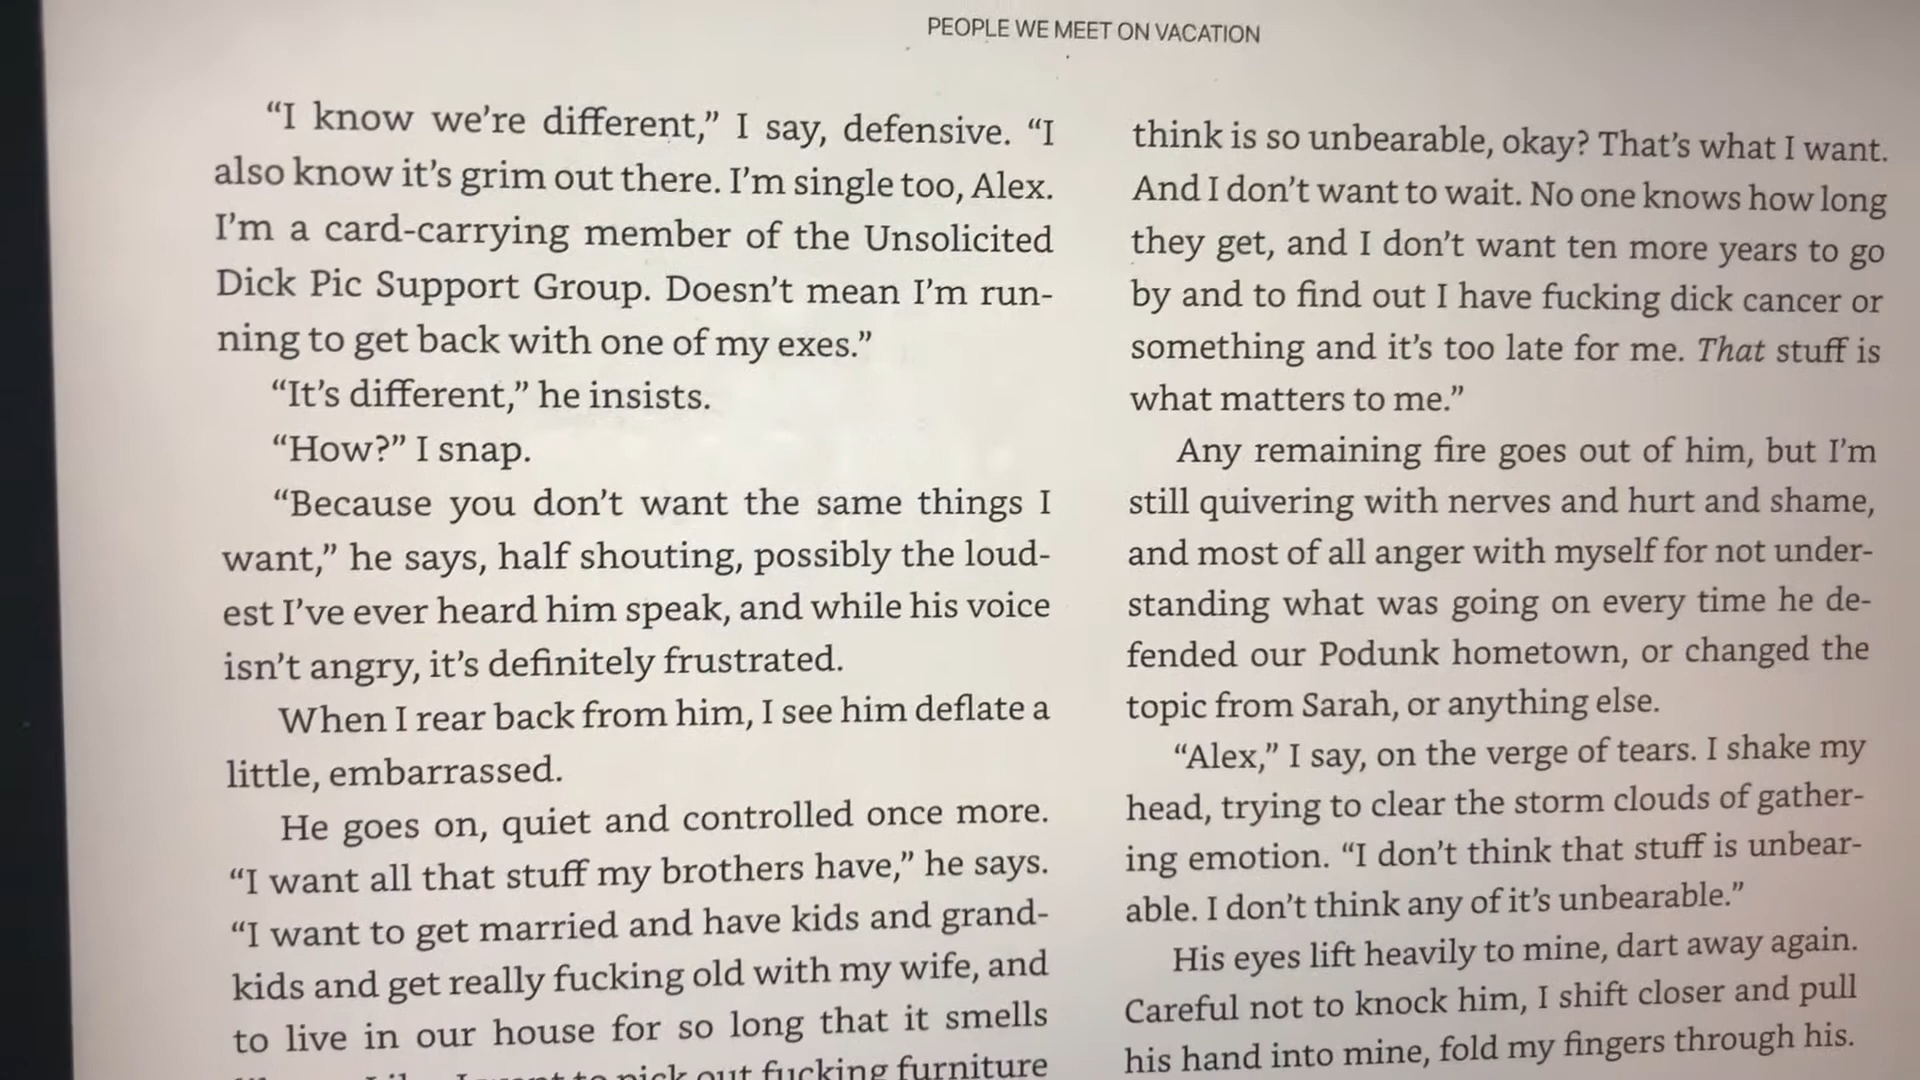 PEOPLE WE MEET ON VACATION
“I know we’re different,” I say, defensive. “I
also know it’s grim out there. I’m single too, Alex.
I’m a card-carrying member of the Unsolicited
Dick Pic Support Group. Doesn’t mean I’m run-
ning to get back with one of my exes.”
“It’s different,” he insists.
“How?” I snap.
“Because you don’t want the same things I
want,” he says, half shouting, possibly the loud-
est I’ve ever heard him speak, and while his voice
isn’t angry, it’s definitely frustrated.
When I rear back from him, I see him deflate a
little, embarrassed.
He goes on, quiet and controlled once more.
“I want all that stuff my brothers have,” he says.
“I want to get married and have kids and grand-
kids and get really fucking old with my wife, and
to live in our house for so long that it smells
I want to pick out fucking furniture
think is so unbearable, okay? That’s what I want.
And I don’t want to wait. No one knows how long
they get, and I don’t want ten more years to go
by and to find out I have fucking dick cancer or
something and it’s too late for me. That stuff is
what matters to me.”
Any remaining fire goes out of him, but I’m
still quivering with nerves and hurt and shame,
and most of all anger with myself for not under-
standing what was going on every time he de-
fended our Podunk hometown, or changed the
topic from Sarah, or anything else.
“Alex,” I say, on the verge of tears. I shake my
head, trying to clear the storm clouds of gather-
ing emotion. “I don’t think that stuff is unbear-
able. I don’t think any of it’s unbearable.”
His eyes lift heavily to mine, dart away again.
Careful not to knock him, I shift closer and pull
his hand into mine, fold my fingers through his.